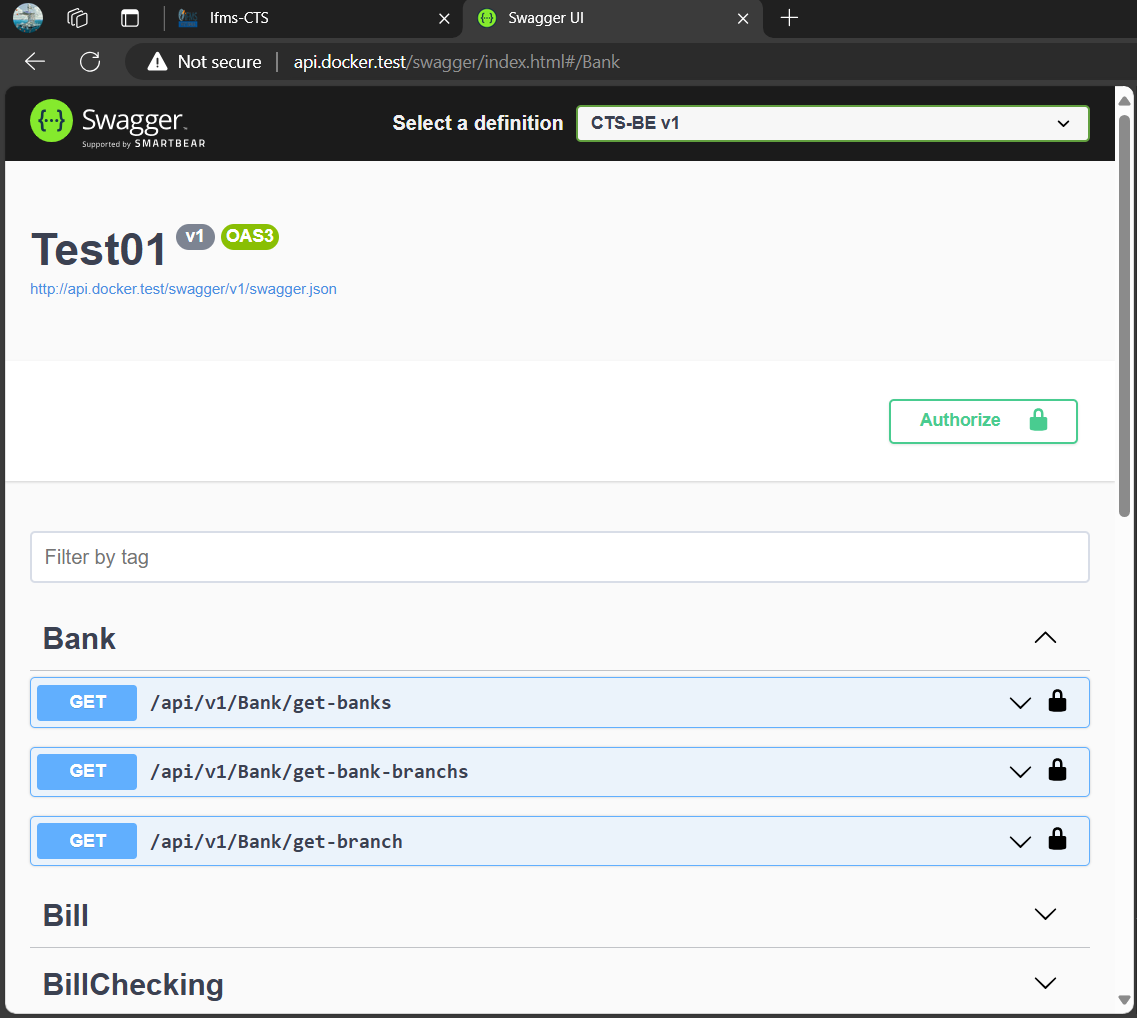 Ifms-CTS
Swagger UI
Not secure
api.docker.test/swagger/index.html#/Bank
Swagger
Supported by SMARTBEAR
Select a definition
CTS-BE v1
Test01 v1 OAS3
http://api.docker.test/swagger/v1/swagger.json
Authorize
Filter by tag
Bank
GET /api/v1/Bank/get-banks
GET /api/v1/Bank/get-bank-branchs
GET /api/v1/Bank/get-branch
Bill
BillChecking